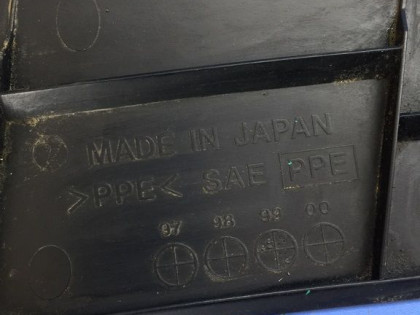 MADE IN JAPAN
>PPE< SAE PPE
97 98 99 00